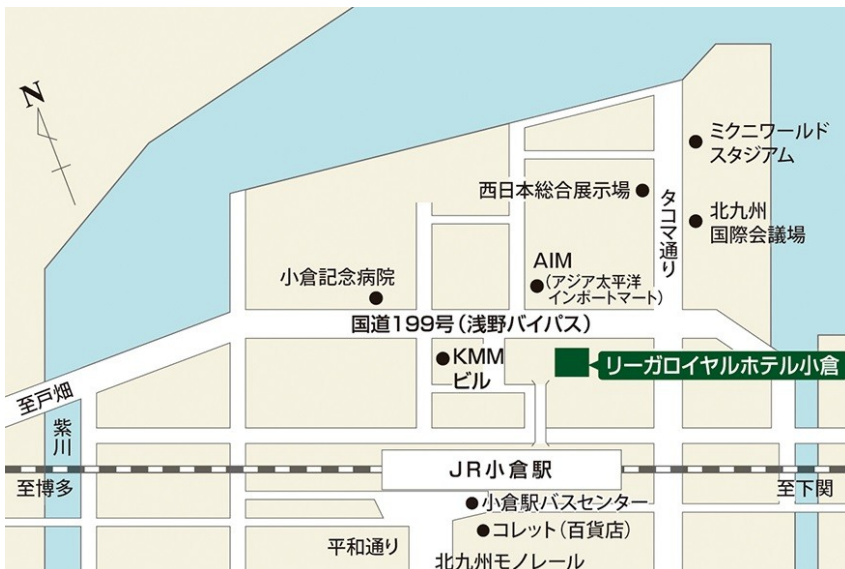 N
ミクニワールド
スタジアム
西日本総合展示場
タコマ通り
北九州
国際会議場
AIM
(アジア太平洋
インポートマート)
小倉記念病院
国道199号(浅野バイパス)
KMM
ビル
リーガロイヤルホテル小倉
至戸畑
紫川
JR小倉駅
至博多
至下関
小倉駅バスセンター
コレット(百貨店)
平和通り
北九州モノレール